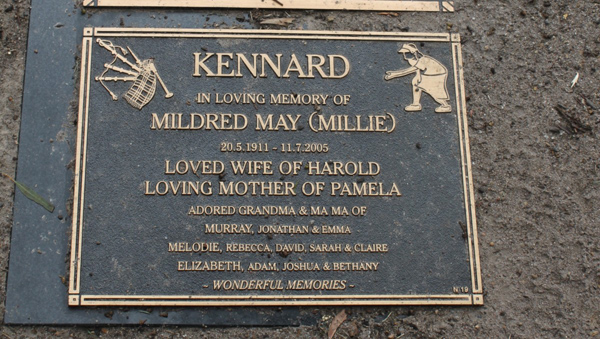 KENNARD
IN LOVING MEMORY OF
MILDRED MAY (MILLIE)
20.5.1911 - 11.7.2005
LOVED WIFE OF HAROLD
LOVING MOTHER OF PAMELA
ADORED GRANDMA & MA MA OF
MURRAY, JONATHAN & EMMA
MELODIE, REBECCA, DAVID, SARAH & CLAIRE
ELIZABETH, ADAM, JOSHUA & BETHANY
~ WONDERFUL MEMORIES ~